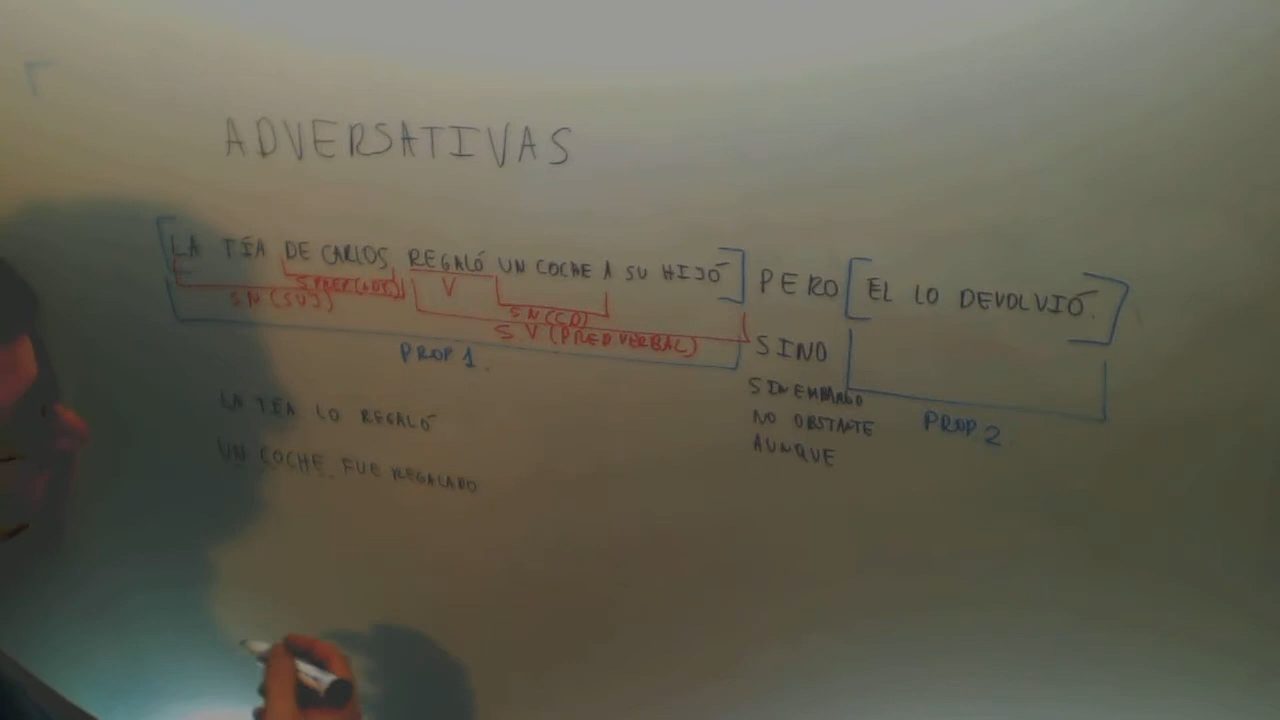 ADVERSATIVAS
LA TÍA DE CARLOS REGALÓ UN COCHE A SU HIJO PERO EL LO DEVOLVIÓ.
V
SN (SUJ)
SN (CD)
SV (PRED VERBAL)
SINO
PROP 1.
SIN EMBARGO
NO OBSTATE
PROP 2.
AUNQUE
LA TÍA LO REGALÓ
UN COCHE FUE REGALADO